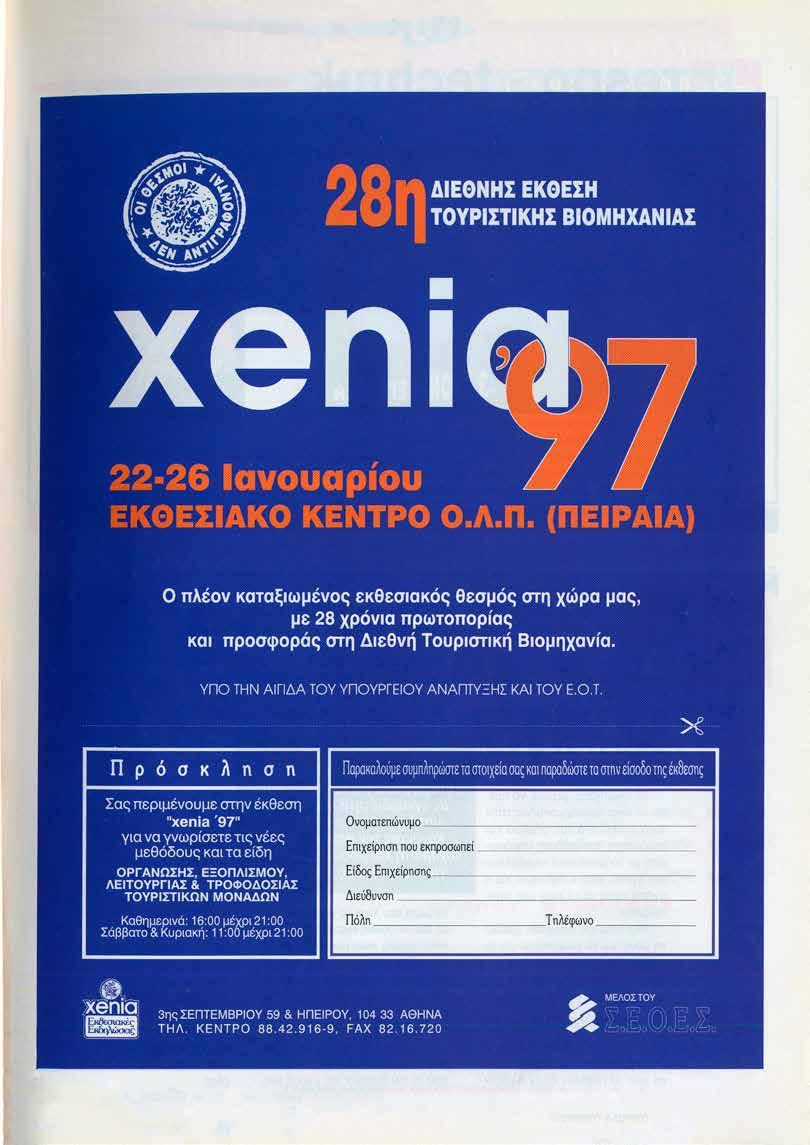 ΟΙ ΘΕΣΜΟΙ ★ ΔΕΝ ΑΝΤΙΓΡΑΦΟΝΤΑΙ ★
28η
ΔΙΕΘΝΗΣ ΕΚΘΕΣΗ
ΤΟΥΡΙΣΤΙΚΗΣ ΒΙΟΜΗΧΑΝΙΑΣ
xenia '97
22-26 Ιανουαρίου
ΕΚΘΕΣΙΑΚΟ ΚΕΝΤΡΟ Ο.Λ.Π. (ΠΕΙΡΑΙΑ)
Ο πλέον καταξιωμένος εκθεσιακός θεσμός στη χώρα μας,
με 28 χρόνια πρωτοπορίας
και προσφοράς στη Διεθνή Τουριστική Βιομηχανία.
ΥΠΟ ΤΗΝ ΑΙΓΙΔΑ ΤΟΥ ΥΠΟΥΡΓΕΙΟΥ ΑΝΑΠΤΥΞΗΣ ΚΑΙ ΤΟΥ Ε.Ο.Τ.
Πρόσκληση
Σας περιμένουμε στην έκθεση
"xenia ΄97"
για να γνωρίσετε τις νέες
μεθόδους και τα είδη
ΟΡΓΑΝΩΣΗΣ, ΕΞΟΠΛΙΣΜΟΥ,
ΛΕΙΤΟΥΡΓΙΑΣ & ΤΡΟΦΟΔΟΣΙΑΣ
ΤΟΥΡΙΣΤΙΚΩΝ ΜΟΝΑΔΩΝ
Καθημερινά: 16:00 μέχρι 21:00
Σάββατο & Κυριακή: 11:00 μέχρι 21:00
Παρακαλούμε συμπληρώστε τα στοιχεία σας και παραδώστε τα στην είσοδο της έκθεσης
Ονοματεπώνυμο
Επιχείρηση που εκπροσωπεί
Είδος Επιχείρησης
Διεύθυνση
Πόλη Τηλέφωνο
xenia
Εκθεσιακές
Εκδηλώσεις
3ης ΣΕΠΤΕΜΒΡΙΟΥ 59 & ΗΠΕΙΡΟΥ, 104 33 ΑΘΗΝΑ
ΤΗΛ. ΚΕΝΤΡΟ 88.42.916-9, FAX 82.16.720
ΜΕΛΟΣ ΤΟΥ
Σ.Ε.Ο.Ε.Σ.